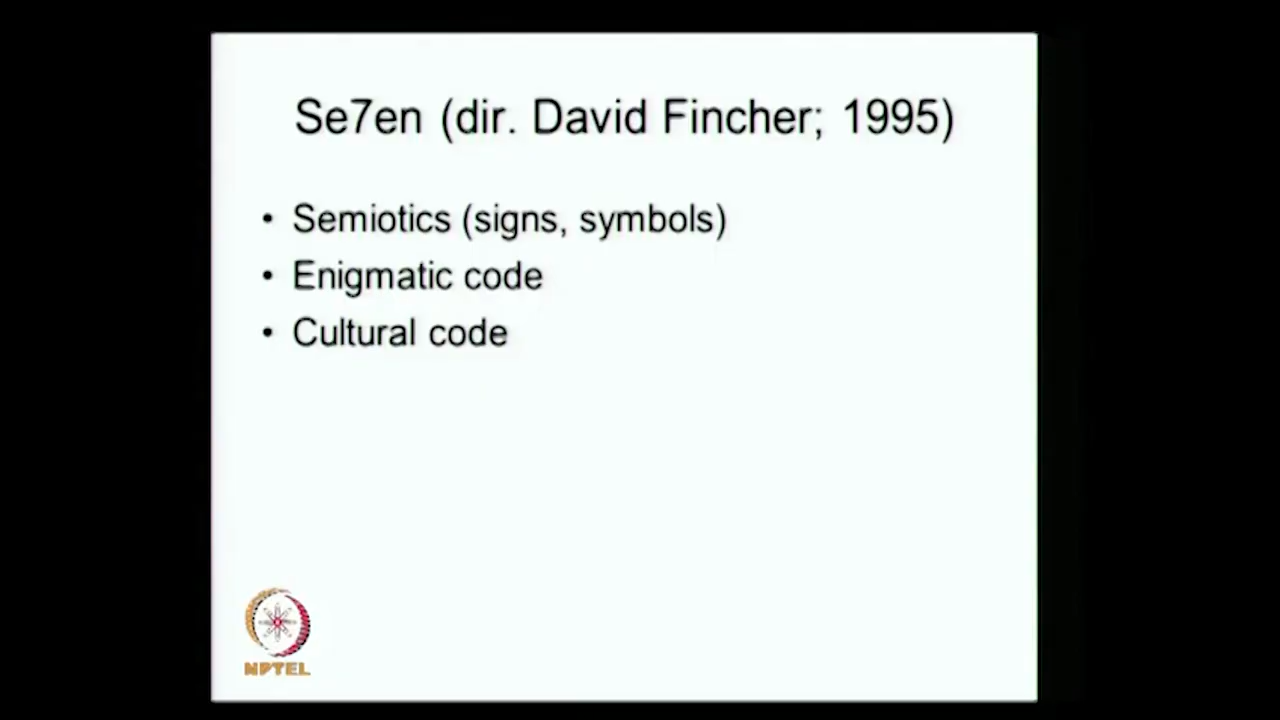 Se7en (dir. David Fincher; 1995)
• Semiotics (signs, symbols)
• Enigmatic code
• Cultural code
NPTEL